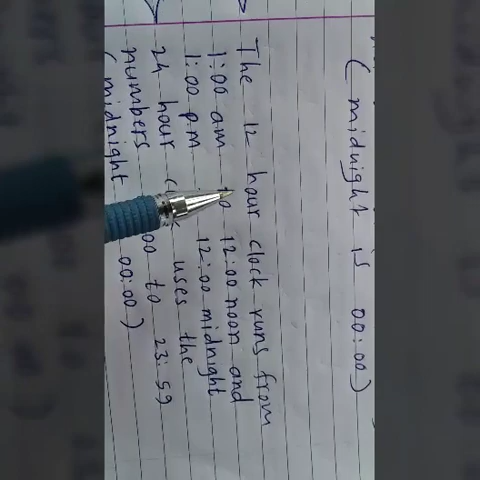 (midnight is 00:00)
The 12 hour clock runs from
1:00 am to 12:00 noon and
1:00 p.m 12:00 midnight
24 hour uses the
numbers 00 to 23:59
(midnight 00:00)